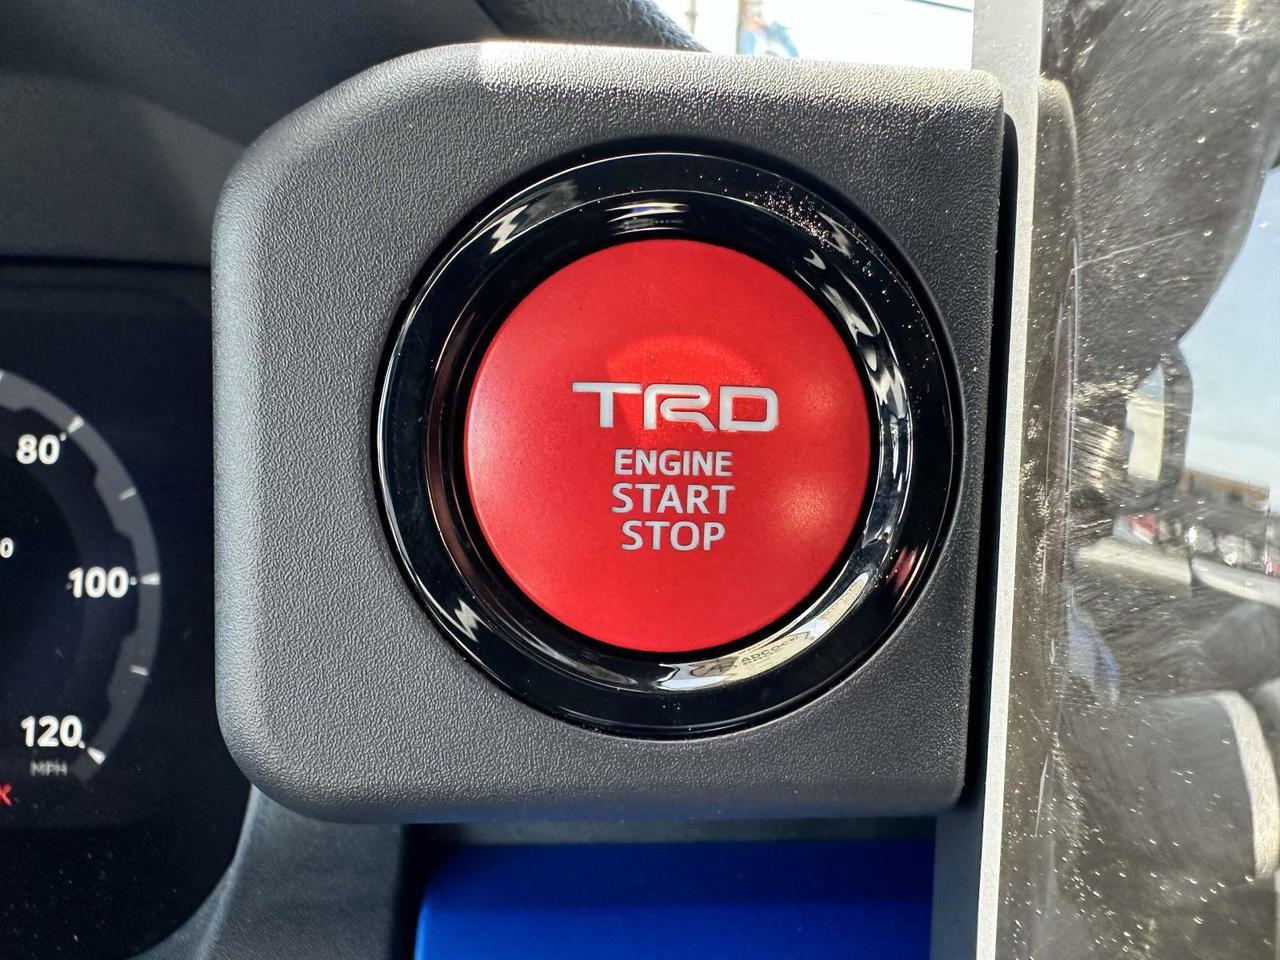 TRD
ENGINE
START
STOP
80
100
120
MPH